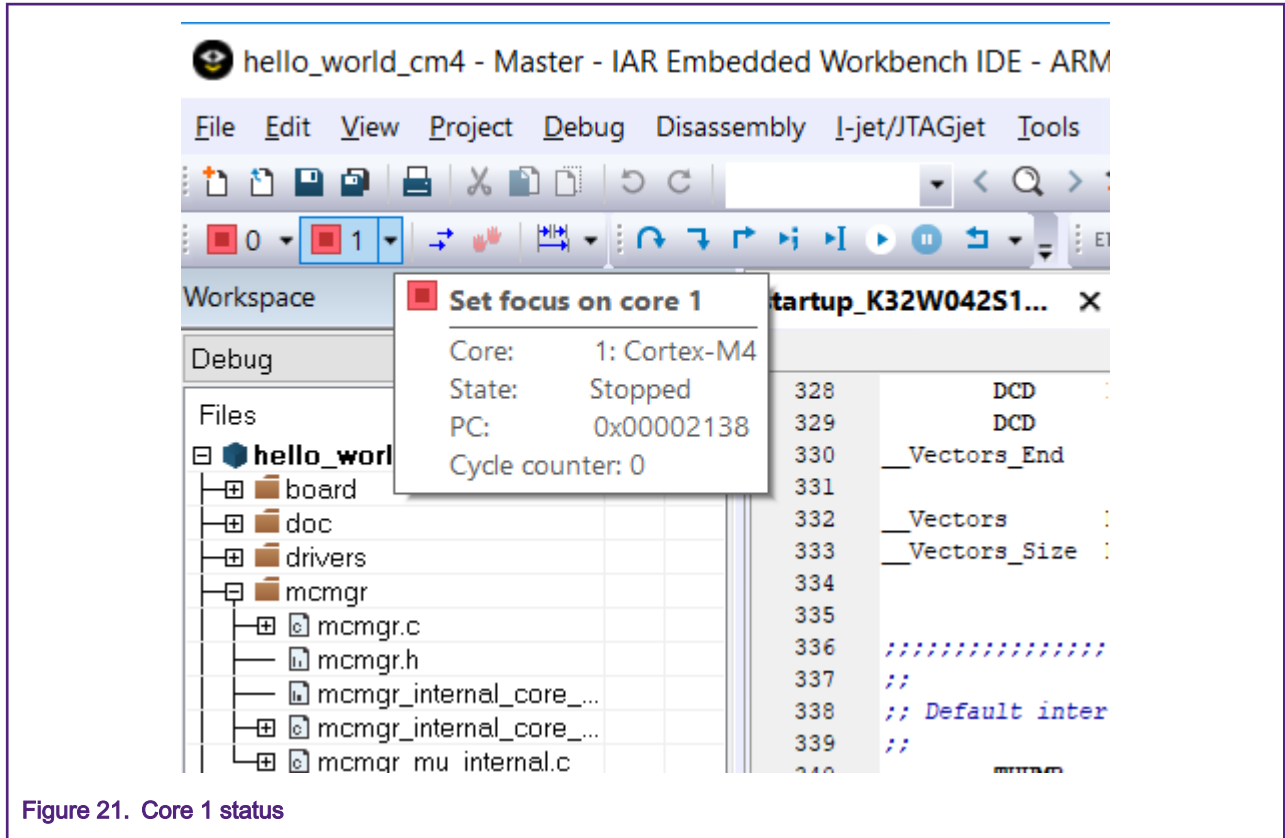 hello_world_cm4 - Master - IAR Embedded Workbench IDE - ARM
File Edit View Project Debug Disassembly I-jet/JTAGjet Tools
0 1
Workspace
Set focus on core 1
Core: 1: Cortex-M4
State: Stopped
PC: 0x00002138
Cycle counter: 0
startup_K32W042S1...
Debug
Files
hello_worl
board
doc
drivers
mcmgr
mcmgr.c
mcmgr.h
mcmgr_internal_core_...
mcmgr_internal_core_...
mcmgr_mu_internal.c
328 DCD
329 DCD
330 __Vectors_End
331
332 __Vectors
333 __Vectors_Size
334
335
336 ;;;;;;;;;;;;;;;;
337 ;;
338 ;; Default inter
339 ;;
Figure 21. Core 1 status